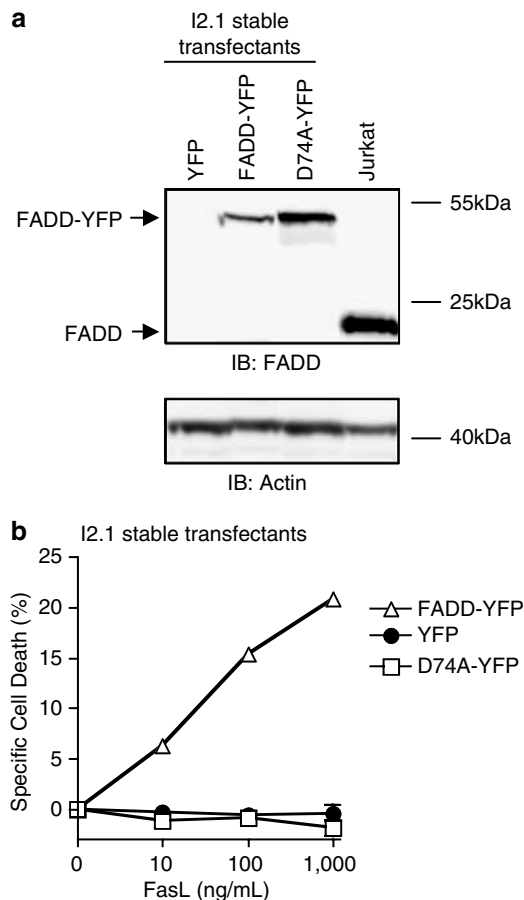 a
I2.1 stable
transfectants
YFP
FADD-YFP
D74A-YFP
Jurkat
FADD-YFP
55kDa
25kDa
FADD
IB: FADD
40kDa
IB: Actin
b
I2.1 stable transfectants
Specific Cell Death (%)
25
20
15
10
5
0
0
10
100
1,000
FasL (ng/mL)
FADD-YFP
YFP
D74A-YFP